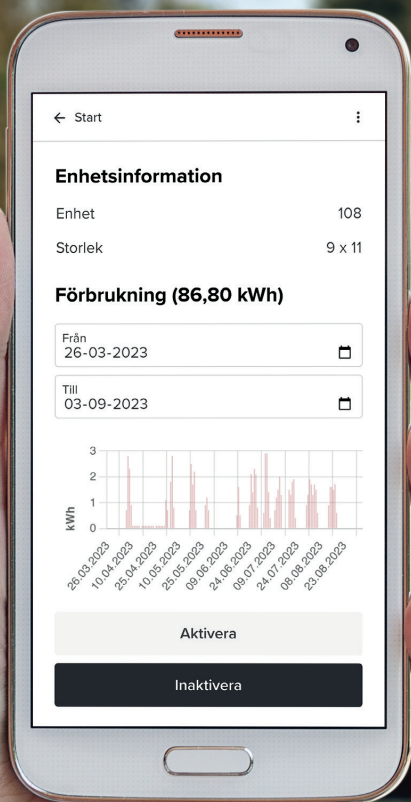 ← Start
Enhetsinformation
Enhet 108
Storlek 9 x 11
Förbrukning (86,80 kWh)
Från
26-03-2023
Till
03-09-2023
3
2
1
0
kWh
26.03.2023
10.04.2023
25.04.2023
10.05.2023
25.05.2023
09.06.2023
24.06.2023
09.07.2023
24.07.2023
08.08.2023
23.08.2023
Aktivera
Inaktivera